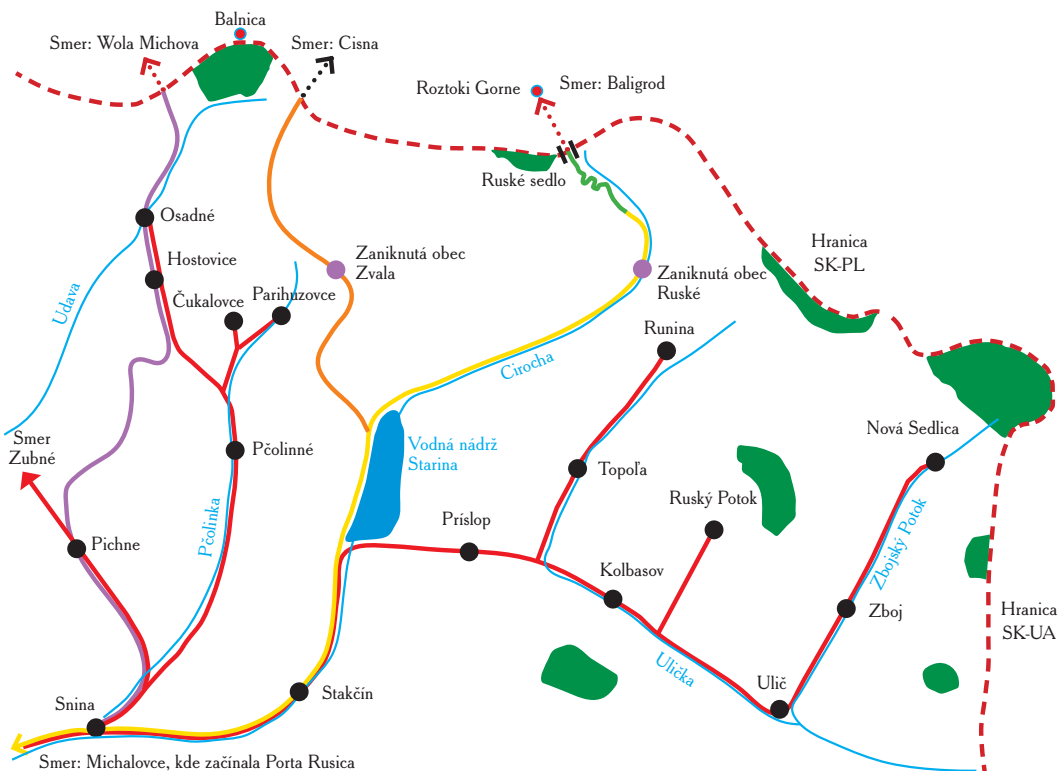 Balnica
Smer: Wola Michova
Smer: Cisna
Roztoki Gorne
Smer: Baligrod
Ruské sedlo
Osadné
Hostovice
Zaniknutá obec
Zvala
Hranica
SK-PL
Zaniknutá obec
Ruské
Udava
Čukalovce
Parihuzovce
Runina
Cirocha
Smer
Zubné
Pčolinné
Vodná nádrž
Starina
Nová Sedlica
Topoľa
Ruský Potok
Príslop
Pčolinka
Pichne
Zbojský Potok
Kolbasov
Zboj
Hranica
SK-UA
Ulička
Ulič
Stakčín
Snina
Smer: Michalovce, kde začínala Porta Rusica